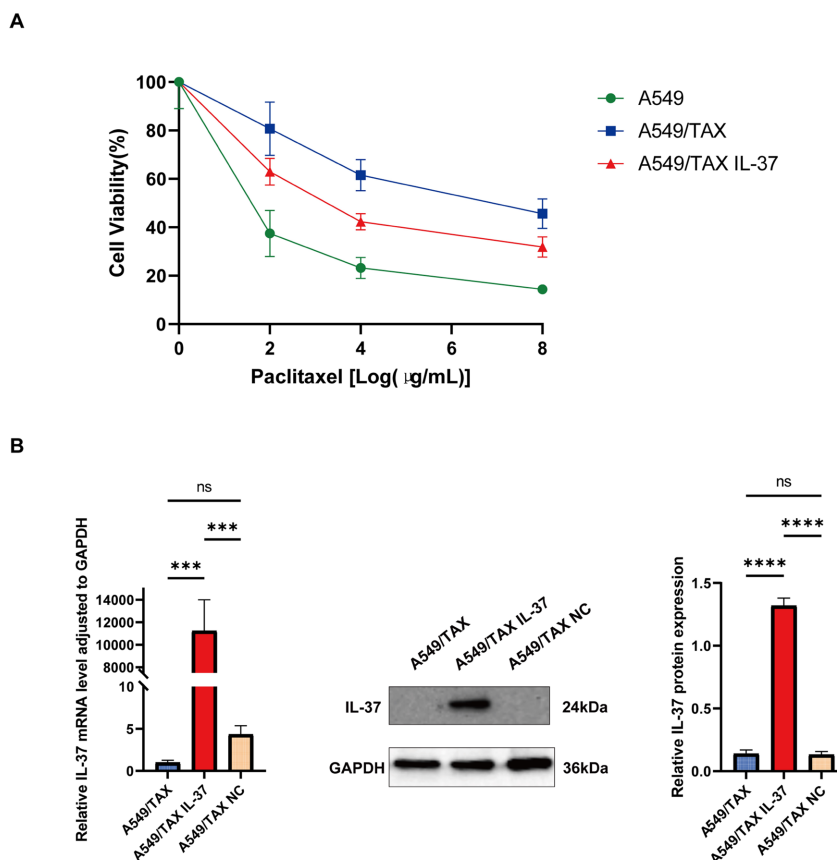 A
100
80
60
40
20
0
0
2
4
6
8
Cell Viability(%)
Paclitaxel [Log( μg/mL)]
A549
A549/TAX
A549/TAX IL-37
B
Relative IL-37 mRNA level adjusted to GAPDH
ns
***
***
14000
12000
10000
8000
10
5
0
A549/TAX
A549/TAX IL-37
A549/TAX NC
A549/TAX
A549/TAX IL-37
A549/TAX NC
IL-37
24kDa
GAPDH
36kDa
Relative IL-37 protein expression
ns
****
****
1.5
1.0
0.5
0.0
A549/TAX
A549/TAX IL-37
A549/TAX NC